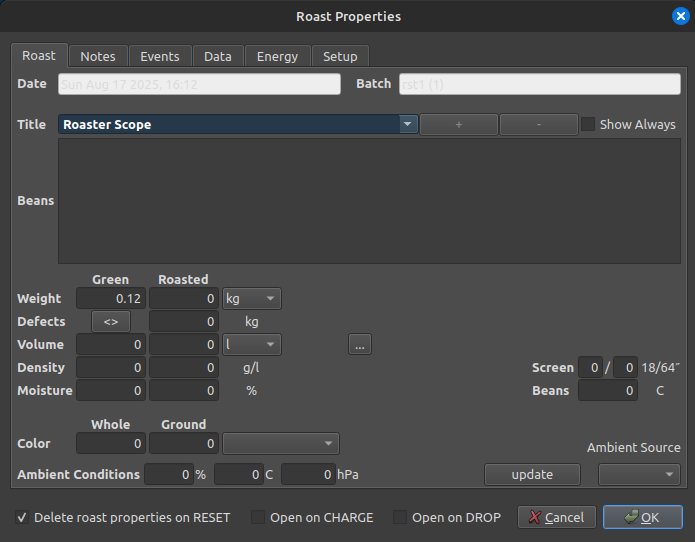 Roast Properties
Roast Notes Events Data Energy Setup
Date Sun Aug 17 2025, 16:12 Batch rst1 (1)
Title Roaster Scope + - Show Always
Beans
Green Roasted
Weight 0.12 0 kg
Defects <> 0 kg
Volume 0 0 l ...
Density 0 0 g/l Screen 0 / 0 18/64″
Moisture 0 0 % Beans 0 C
Whole Ground
Color 0 0
Ambient Source
Ambient Conditions 0 % 0 C 0 hPa update
Delete roast properties on RESET Open on CHARGE Open on DROP Cancel OK